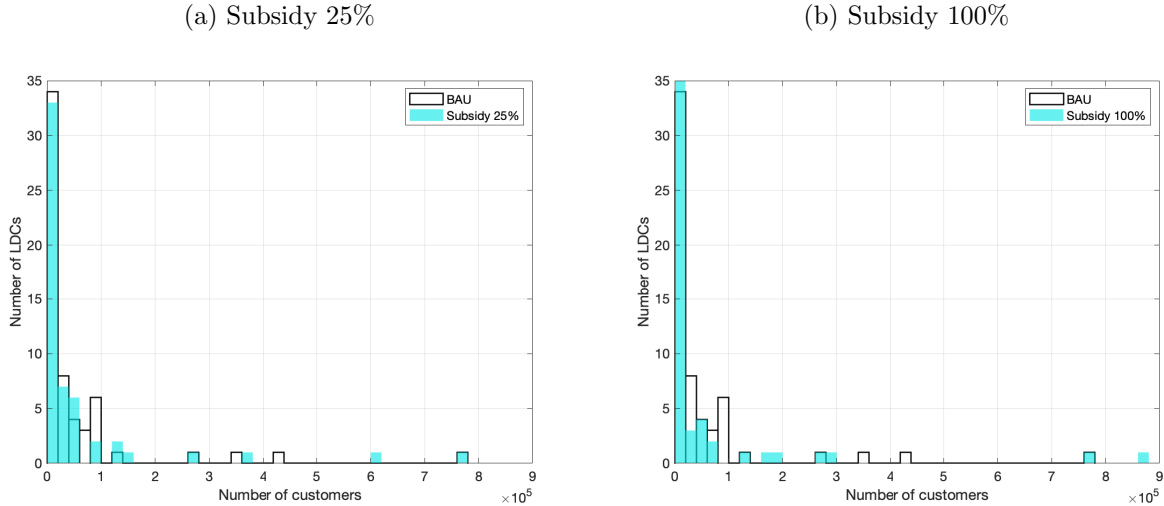 (a) Subsidy 25%
35
30
25
20
15
10
5
0
Number of LDCs
BAU
Subsidy 25%
0 1 2 3 4 5 6 7 8 9
Number of customers
×10^5
(b) Subsidy 100%
35
30
25
20
15
10
5
0
Number of LDCs
BAU
Subsidy 100%
0 1 2 3 4 5 6 7 8 9
Number of customers
×10^5